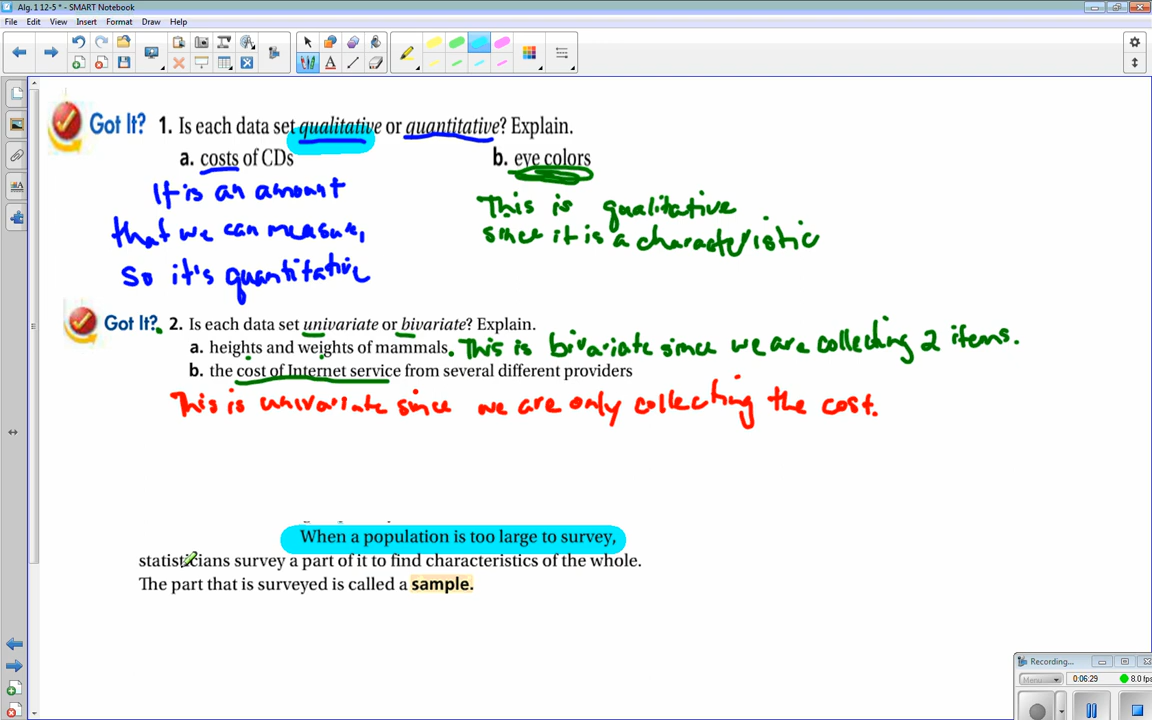 Alg.1 12-5 * - SMART Notebook
File Edit View Insert Format Draw View Help
Got It? 1. Is each data set qualitative or quantitative? Explain.
a. costs of CDs
b. eye colors
It is an amount
that we can measure,
so it's quantitative
This is qualitative
since it is a characteristic
Got It? 2. Is each data set univariate or bivariate? Explain.
a. heights and weights of mammals. This is bivariate since we are collecting 2 items.
b. the cost of Internet service from several different providers
This is univariate since we are only collecting the cost.
When a population is too large to survey,
statisticians survey a part of it to find characteristics of the whole.
The part that is surveyed is called a sample.
Recording...
Menu
0:06:29
8.0 fps